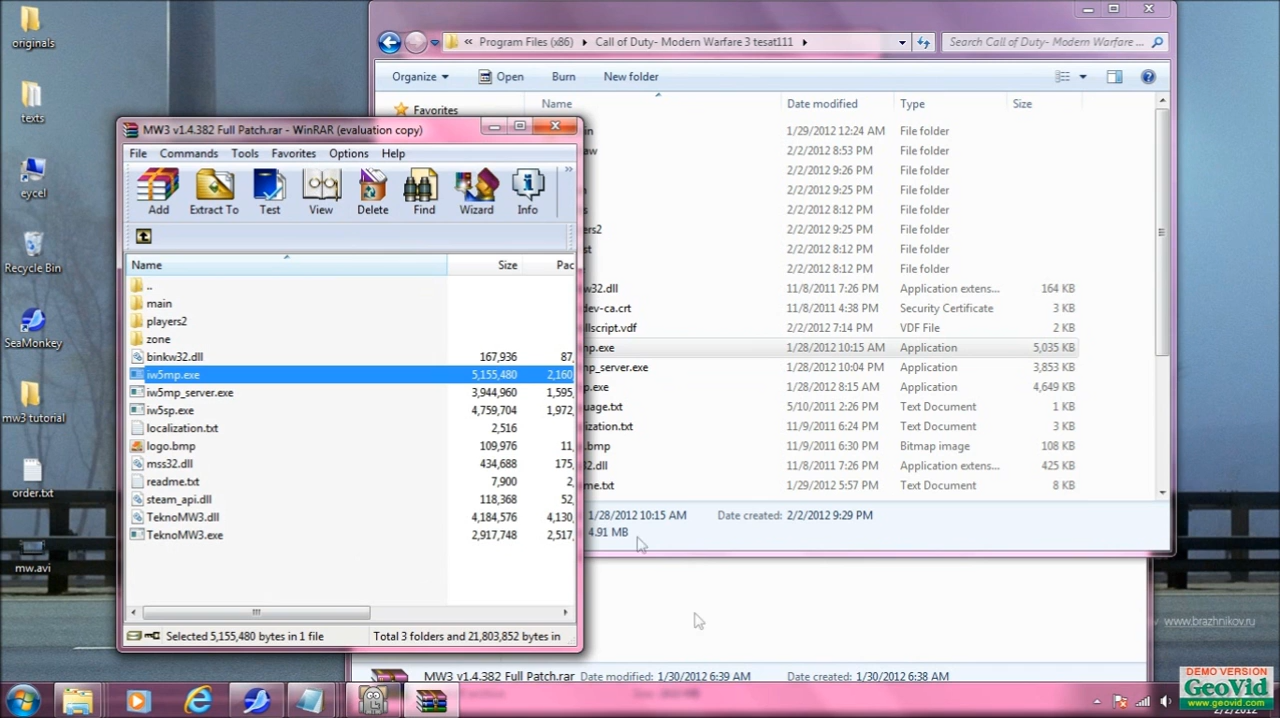 originals
texts
eycel
Recycle Bin
SeaMonkey
mw3 tutorial
order.txt
mw.avi
« Program Files (x86) Call of Duty- Modern Warfare 3 tesat111
Search Call of Duty- Modern Warfare ...
Organize Open Burn New folder
Favorites
Name Date modified Type Size
1/29/2012 12:24 AM File folder
aw 2/2/2012 8:53 PM File folder
2/2/2012 9:26 PM File folder
2/2/2012 9:25 PM File folder
2/2/2012 8:12 PM File folder
ers2 2/2/2012 9:25 PM File folder
2/2/2012 8:12 PM File folder
2/2/2012 8:12 PM File folder
w32.dll 11/8/2011 7:26 PM Application extens... 164 KB
dev-ca.crt 11/8/2011 4:38 PM Security Certificate 3 KB
llscript.vdf 2/2/2012 7:14 PM VDF File 2 KB
np.exe 1/28/2012 10:15 AM Application 5,035 KB
mp_server.exe 1/28/2012 10:04 PM Application 3,853 KB
p.exe 1/28/2012 8:15 AM Application 4,649 KB
uage.txt 5/10/2011 2:26 PM Text Document 1 KB
ization.txt 11/9/2011 6:24 PM Text Document 3 KB
.bmp 11/9/2011 6:30 PM Bitmap image 108 KB
2.dll 11/8/2011 7:26 PM Application extens... 425 KB
me.txt 1/29/2012 5:57 PM Text Document 8 KB
1/28/2012 10:15 AM Date created: 2/2/2012 9:29 PM
4.91 MB
MW3 v1.4.382 Full Patch.rar - WinRAR (evaluation copy)
File Commands Tools Favorites Options Help
Add Extract To Test View Delete Find Wizard Info
Name Size Pac
..
main
players2
zone
binkw32.dll 167,936 87,
iw5mp.exe 5,155,480 2,160
iw5mp_server.exe 3,944,960 1,595,
iw5sp.exe 4,759,704 1,972,
localization.txt 2,516
logo.bmp 109,976 11,
mss32.dll 434,688 175,
readme.txt 7,900 2,
steam_api.dll 118,368 52,
TeknoMW3.dll 4,184,576 4,130,
TeknoMW3.exe 2,917,748 2,517,
Selected 5,155,480 bytes in 1 file Total 3 folders and 21,803,852 bytes in
MW3 v1.4.382 Full Patch.rar Date modified: 1/30/2012 6:39 AM Date created: 1/30/2012 6:38 AM
www.brazhnikov.ru
DEMO VERSION
GeoVid
www.geovid.com